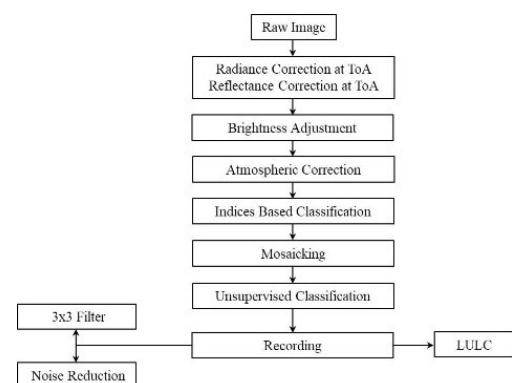 Raw Image
Radiance Correction at ToA
Reflectance Correction at ToA
Brightness Adjustment
Atmospheric Correction
Indices Based Classification
Mosaicking
Unsupervised Classification
3x3 Filter
Recording
LULC
Noise Reduction